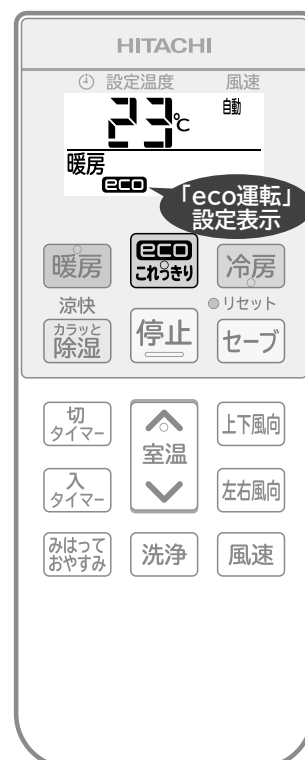 HITACHI
設定温度 風速
23℃ 自動
暖房
eco
「eco運転」
設定表示
暖房
eco
これっきり
冷房
涼快
カラッと
除湿
停止
リセット
セーブ
切
タイマー
室温
上下風向
入
タイマー
左右風向
みはって
おやすみ
洗浄
風速